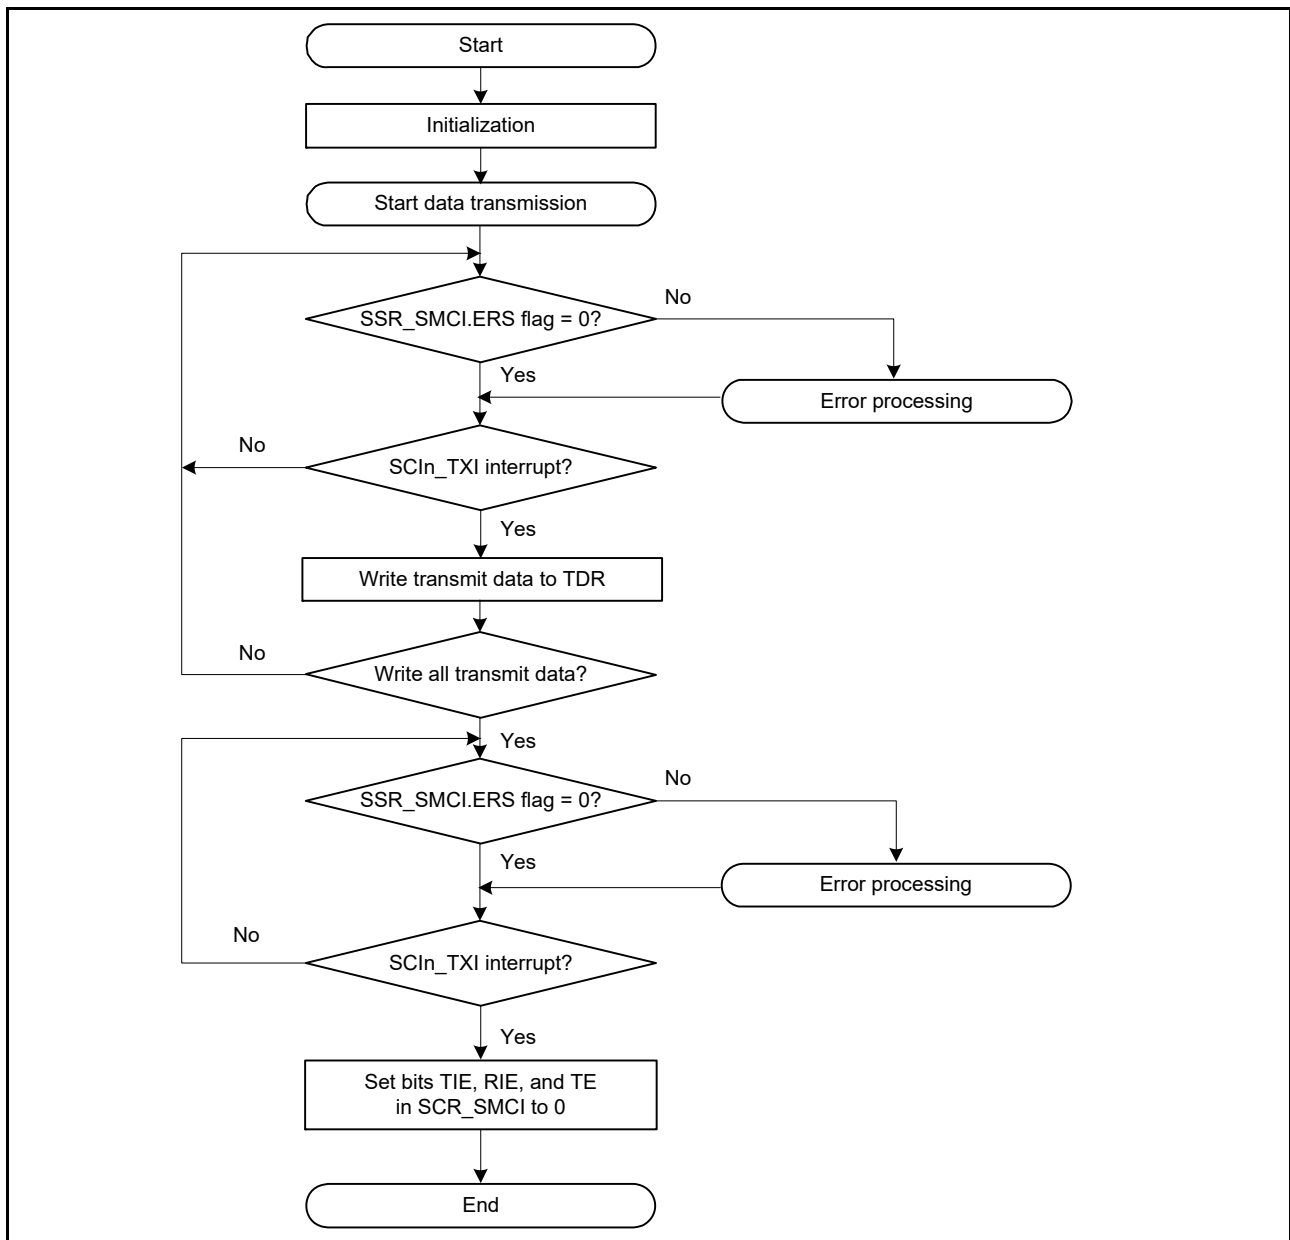 Start
Initialization
Start data transmission
SSR_SMCI.ERS flag = 0?
No
Yes
Error processing
No
SCIn_TXI interrupt?
Yes
Write transmit data to TDR
No
Write all transmit data?
Yes
SSR_SMCI.ERS flag = 0?
No
Yes
Error processing
No
SCIn_TXI interrupt?
Yes
Set bits TIE, RIE, and TE
in SCR_SMCI to 0
End